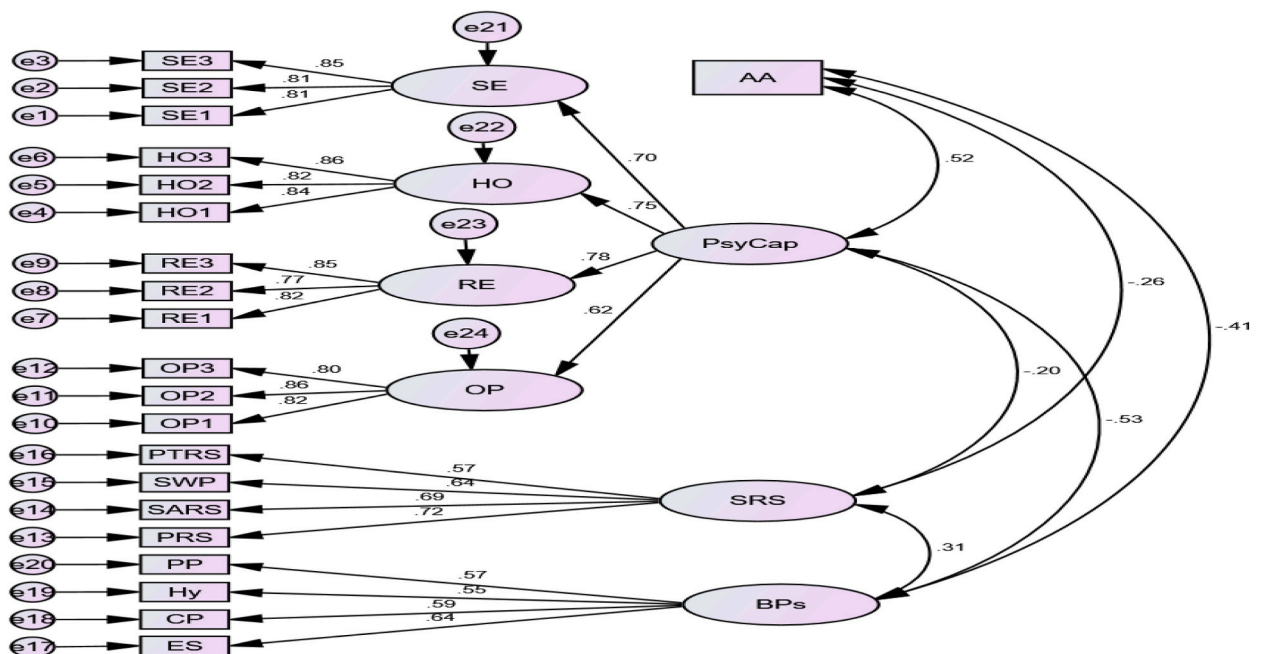 e21
e3 SE3 .85
e2 SE2 .81 SE
e1 SE1 .81
AA
e22
e6 HO3 .86
e5 HO2 .82 HO
e4 HO1 .84
.70
.52
.75
e23
PsyCap
e9 RE3 .85
e8 RE2 .77 RE
e7 RE1 .82
.78
-.26
.62
-.41
e24
e12 OP3 .80
e11 OP2 .86 OP
e10 OP1 .82
-.20
-.53
e16 PTRS .57
e15 SWP .64
e14 SARS .69 SRS
e13 PRS .72
.31
e20 PP .57
e19 Hy .55
e18 CP .59 BPs
e17 ES .64